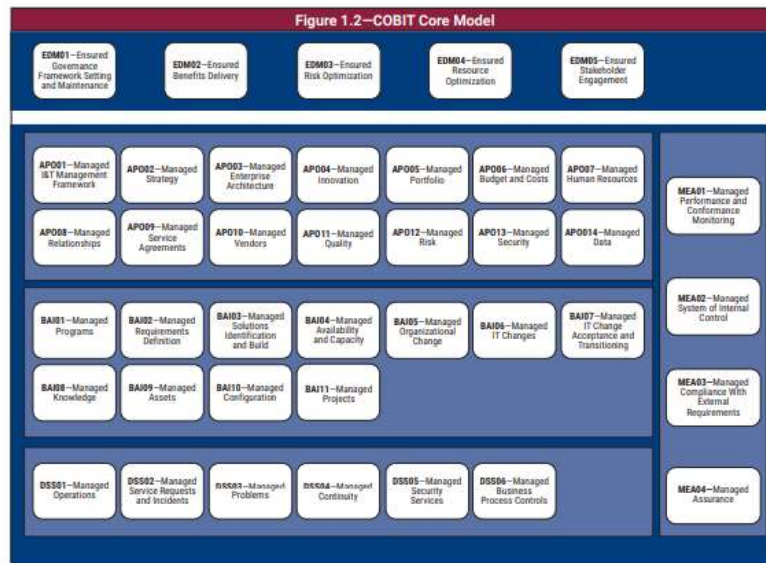 Figure 1.2—COBIT Core Model
EDM01—Ensured
Governance
Framework Setting
and Maintenance
EDM02—Ensured
Benefits Delivery
EDM03—Ensured
Risk Optimization
EDM04—Ensured
Resource
Optimization
EDM05—Ensured
Stakeholder
Engagement
APO01—Managed
I&T Management
Framework
APO02—Managed
Strategy
APO03—Managed
Enterprise
Architecture
APO04—Managed
Innovation
APO05—Managed
Portfolio
APO06—Managed
Budget and Costs
APO07—Managed
Human Resources
APO08—Managed
Relationships
APO09—Managed
Service
Agreements
APO10—Managed
Vendors
APO11—Managed
Quality
APO12—Managed
Risk
APO13—Managed
Security
APO014—Managed
Data
BAI01—Managed
Programs
BAI02—Managed
Requirements
Definition
BAI03—Managed
Solutions
Identification
and Build
BAI04—Managed
Availability
and Capacity
BAI05—Managed
Organizational
Change
BAI06—Managed
IT Changes
BAI07—Managed
IT Change
Acceptance and
Transitioning
BAI08—Managed
Knowledge
BAI09—Managed
Assets
BAI10—Managed
Configuration
BAI11—Managed
Projects
DSS01—Managed
Operations
DSS02—Managed
Service Requests
and Incidents
DSS03—Managed
Problems
DSS04—Managed
Continuity
DSS05—Managed
Security
Services
DSS06—Managed
Business
Process Controls
MEA01—Managed
Performance and
Conformance
Monitoring
MEA02—Managed
System of Internal
Control
MEA03—Managed
Compliance With
External
Requirements
MEA04—Managed
Assurance